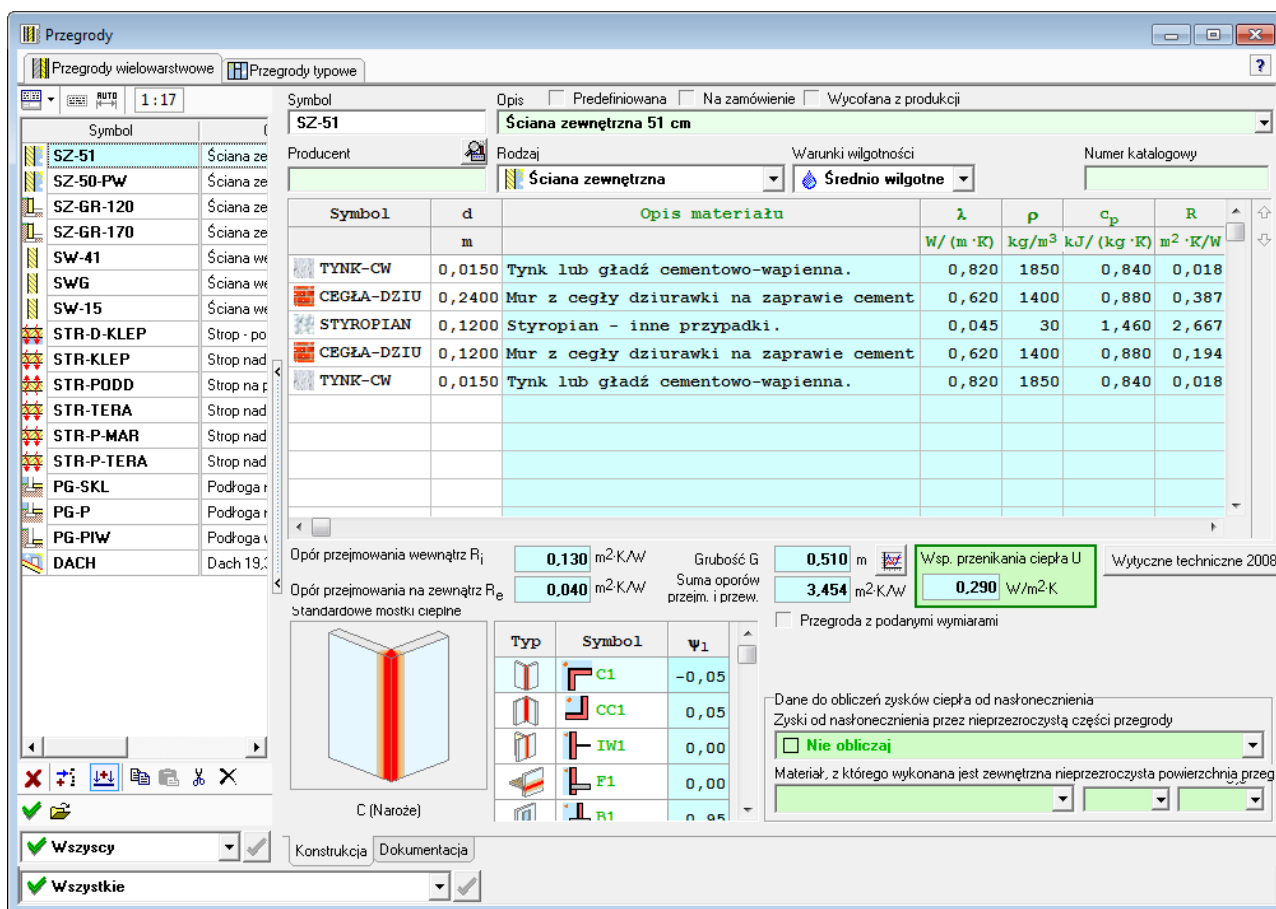 Przegrody
Przegrody wielowarstwowe
Przegrody typowe
?
AUTO
1 : 17
Symbol
SZ-51 Ściana ze
SZ-50-PW Ściana ze
SZ-GR-120 Ściana ze
SZ-GR-170 Ściana ze
SW-41 Ściana we
SWG Ściana we
SW-15 Ściana we
STR-D-KLEP Strop - po
STR-KLEP Strop nad
STR-PODD Strop na p
STR-TERA Strop nad
STR-P-MAR Strop nad
STR-P-TERA Strop nad
PG-SKL Podłoga r
PG-P Podłoga r
PG-PIW Podłoga
DACH Dach 19,
Wszyscy
Wszystkie
Symbol Opis Predefiniowana Na zamówienie Wycofana z produkcji
SZ-51 Ściana zewnętrzna 51 cm
Producent Rodzaj Warunki wilgotności Numer katalogowy
Ściana zewnętrzna Średnio wilgotne
Symbol d Opis materiału λ ρ cp R
m W/(m·K) kg/m3 kJ/(kg·K) m2·K/W
TYNK-CW 0,0150 Tynk lub gładź cementowo-wapienna. 0,820 1850 0,840 0,018
CEGŁA-DZIU 0,2400 Mur z cegły dziurawki na zaprawie cement 0,620 1400 0,880 0,387
STYROPIAN 0,1200 Styropian - inne przypadki. 0,045 30 1,460 2,667
CEGŁA-DZIU 0,1200 Mur z cegły dziurawki na zaprawie cement 0,620 1400 0,880 0,194
TYNK-CW 0,0150 Tynk lub gładź cementowo-wapienna. 0,820 1850 0,840 0,018
Opór przejmowania wewnątrz Ri 0,130 m2·K/W Grubość G 0,510 m Wsp. przenikania ciepła U Wytyczne techniczne 2008
Opór przejmowania na zewnątrz Re 0,040 m2·K/W Suma oporów przejm. i przew. 3,454 m2·K/W 0,290 W/m2·K
Standardowe mostki cieplne
Przegroda z podanymi wymiarami
Typ Symbol Ψ1
C1 -0,05
CC1 0,05
IW1 0,00
F1 0,00
B1 0,95
C (Naroże)
Dane do obliczeń zysków ciepła od nasłonecznienia
Zyski od nasłonecznienia przez nieprzezroczystą części przegrody
Nie obliczaj
Materiał, z którego wykonana jest zewnętrzna nieprzezroczysta powierzchnia przeg
Konstrukcja Dokumentacja